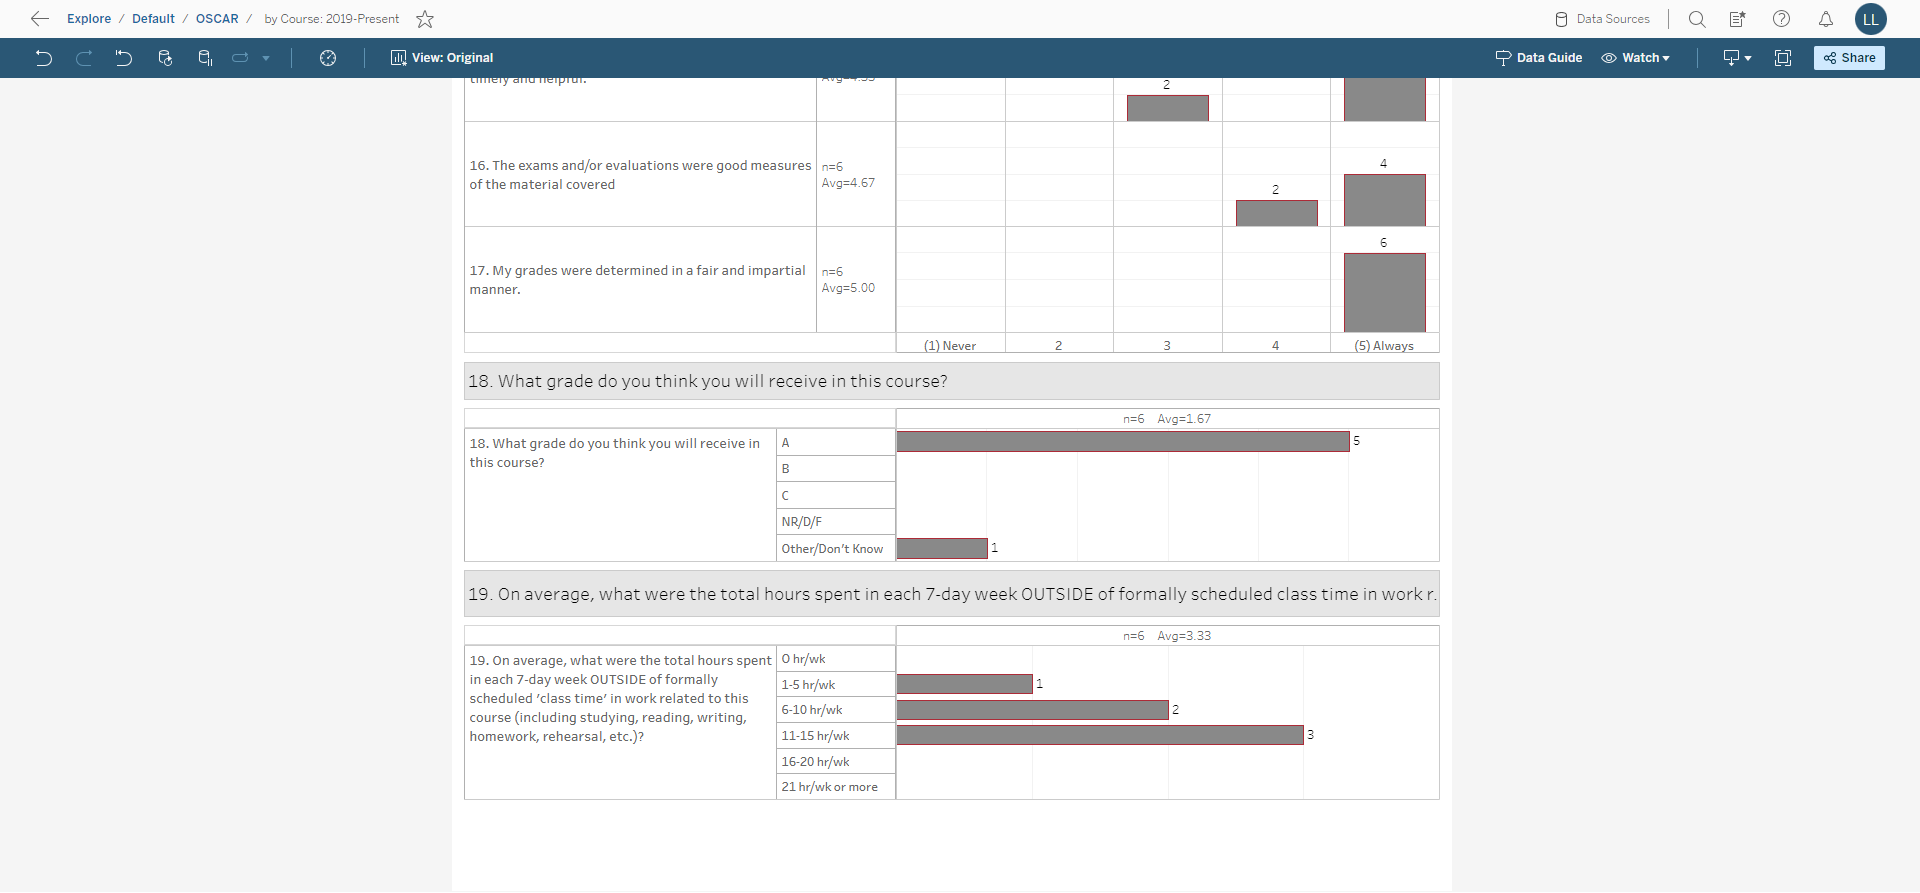 Explore / Default / OSCAR / by Course: 2019-Present
Data Sources
LL
View: Original
Data Guide
Watch
Share
timely and helpful.
2
16. The exams and/or evaluations were good measures
of the material covered
n=6
Avg=4.67
2
4
17. My grades were determined in a fair and impartial
manner.
n=6
Avg=5.00
6
(1) Never 2 3 4 (5) Always
18. What grade do you think you will receive in this course?
n=6 Avg=1.67
18. What grade do you think you will receive in
this course?
A 5
B
C
NR/D/F
Other/Don't Know 1
19. On average, what were the total hours spent in each 7-day week OUTSIDE of formally scheduled class time in work r.
n=6 Avg=3.33
19. On average, what were the total hours spent
in each 7-day week OUTSIDE of formally
scheduled ‘class time’ in work related to this
course (including studying, reading, writing,
homework, rehearsal, etc.)?
0 hr/wk
1-5 hr/wk 1
6-10 hr/wk 2
11-15 hr/wk 3
16-20 hr/wk
21 hr/wk or more